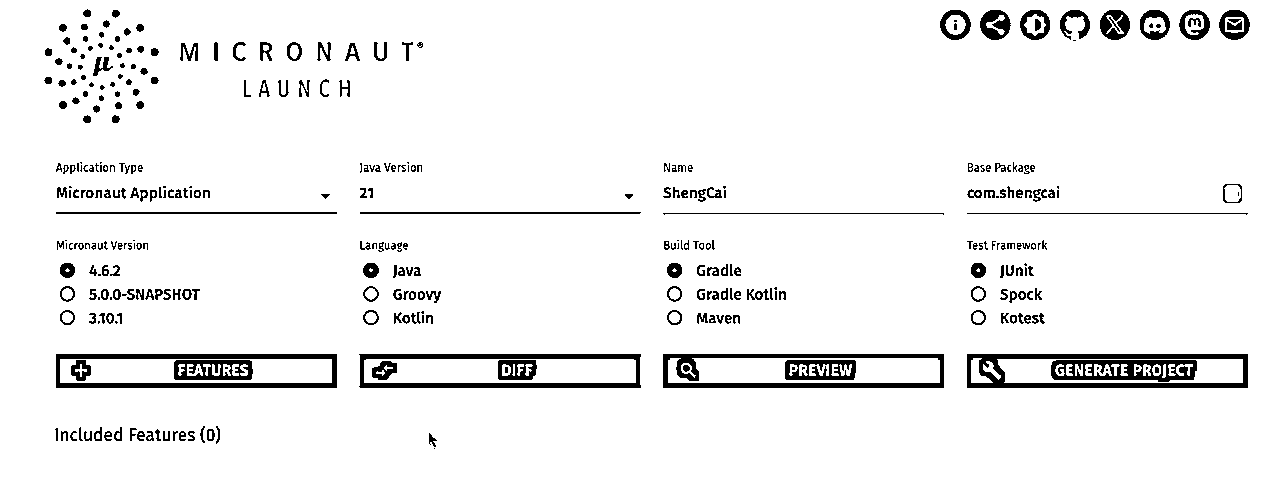 μ
MICRONAUT®
LAUNCH
Application Type
Micronaut Application
Java Version
21
Name
ShengCai
Base Package
com.shengcai
Micronaut Version
4.6.2
5.0.0-SNAPSHOT
3.10.1
Language
Java
Groovy
Kotlin
Build Tool
Gradle
Gradle Kotlin
Maven
Test Framework
JUnit
Spock
Kotest
FEATURES
DIFF
PREVIEW
GENERATE PROJECT
Included Features (0)